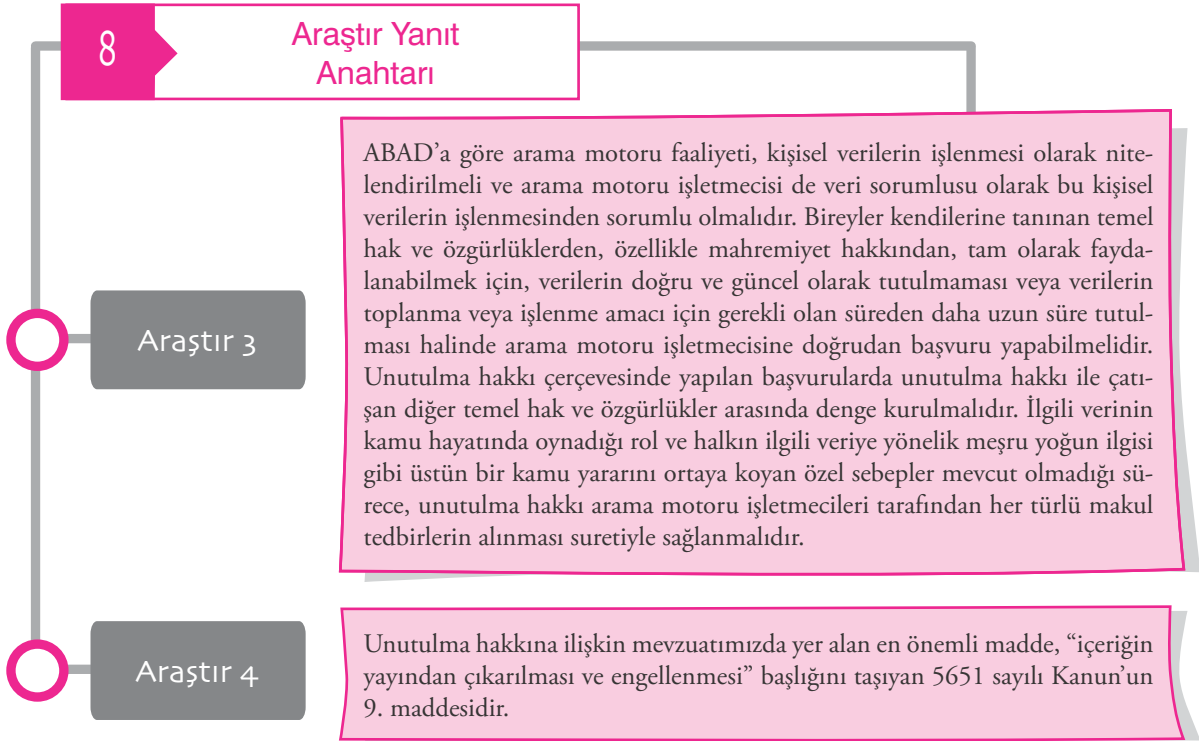 8
Araştır Yanıt
Anahtarı
ABAD’a göre arama motoru faaliyeti, kişisel verilerin işlenmesi olarak nite-
lendirilmeli ve arama motoru işletmecisi de veri sorumlusu olarak bu kişisel
verilerin işlenmesinden sorumlu olmalıdır. Bireyler kendilerine tanınan temel
hak ve özgürlüklerden, özellikle mahremiyet hakkından, tam olarak fayda-
lanabilmek için, verilerin doğru ve güncel olarak tutulmaması veya verilerin
toplanma veya işlenme amacı için gerekli olan süreden daha uzun süre tutul-
ması halinde arama motoru işletmecisine doğrudan başvuru yapabilmelidir.
Unutulma hakkı çerçevesinde yapılan başvurularda unutulma hakkı ile çatı-
şan diğer temel hak ve özgürlükler arasında denge kurulmalıdır. İlgili verinin
kamu hayatında oynadığı rol ve halkın ilgili veriye yönelik meşru yoğun ilgisi
gibi üstün bir kamu yararını ortaya koyan özel sebepler mevcut olmadığı sü-
rece, unutulma hakkı arama motoru işletmecileri tarafından her türlü makul
tedbirlerin alınması suretiyle sağlanmalıdır.
Araştır 3
Unutulma hakkına ilişkin mevzuatımızda yer alan en önemli madde, “içeriğin
yayından çıkarılması ve engellenmesi” başlığını taşıyan 5651 sayılı Kanun’un
9. maddesidir.
Araştır 4